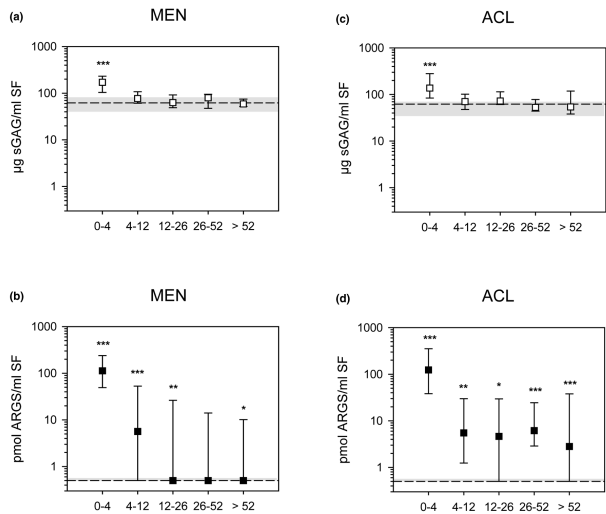 (a)
MEN
µg sGAG/ml SF
1000
100
10
1
***
0-4 4-12 12-26 26-52 > 52
(c)
ACL
µg sGAG/ml SF
1000
100
10
1
***
0-4 4-12 12-26 26-52 > 52
(b)
MEN
pmol ARGS/ml SF
1000
100
10
1
*** *** ** *
0-4 4-12 12-26 26-52 > 52
(d)
ACL
pmol ARGS/ml SF
1000
100
10
1
*** ** * *** ***
0-4 4-12 12-26 26-52 > 52